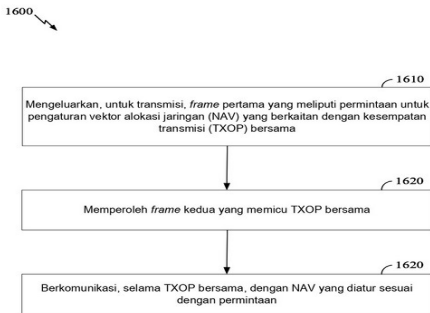 1600
1610
Mengeluarkan, untuk transmisi, frame pertama yang meliputi permintaan untuk
pengaturan vektor alokasi jaringan (NAV) yang berkaitan dengan kesempatan
transmisi (TXOP) bersama
1620
Memperoleh frame kedua yang memicu TXOP bersama
1620
Berkomunikasi, selama TXOP bersama, dengan NAV yang diatur sesuai
dengan permintaan